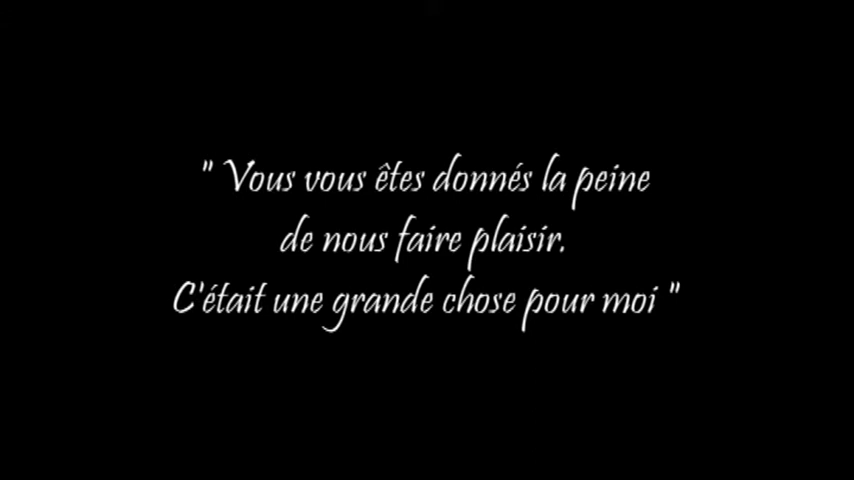 " Vous vous êtes donnés la peine
de nous faire plaisir.
C'était une grande chose pour moi "